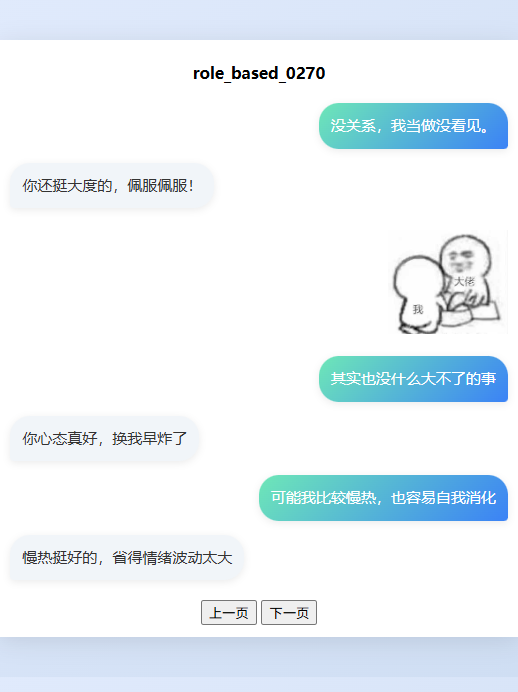 role_based_0270
没关系，我当做没看见。
你还挺大度的，佩服佩服！
大佬
我
其实也没什么大不了的事
你心态真好，换我早炸了
可能我比较慢热，也容易自我消化
慢热挺好的，省得情绪波动太大
上一页 下一页